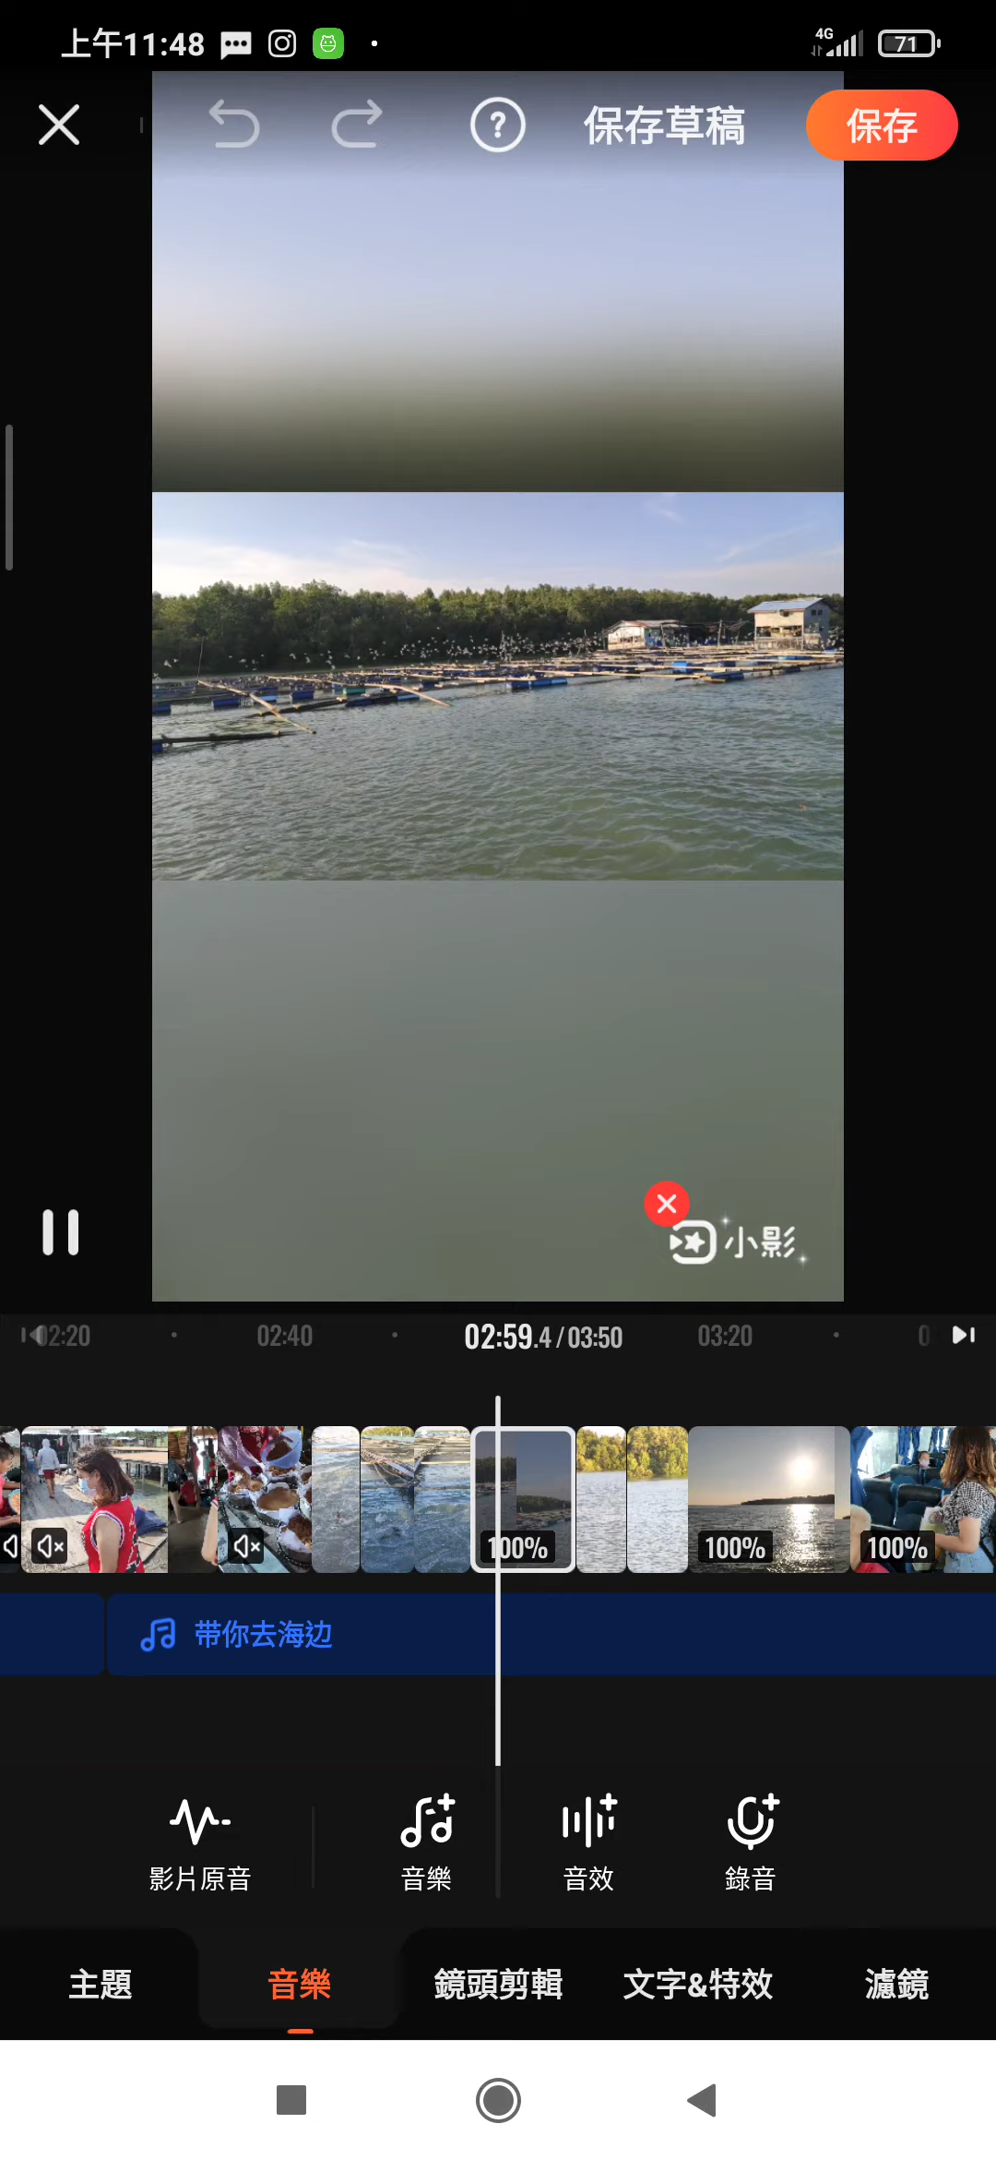 上午11:48
4G
71
保存草稿
保存
小影
02:20
02:40
02:59.4 / 03:50
03:20
100%
100%
100%
带你去海边
影片原音
音樂
音效
錄音
主題
音樂
鏡頭剪輯
文字&特效
濾鏡